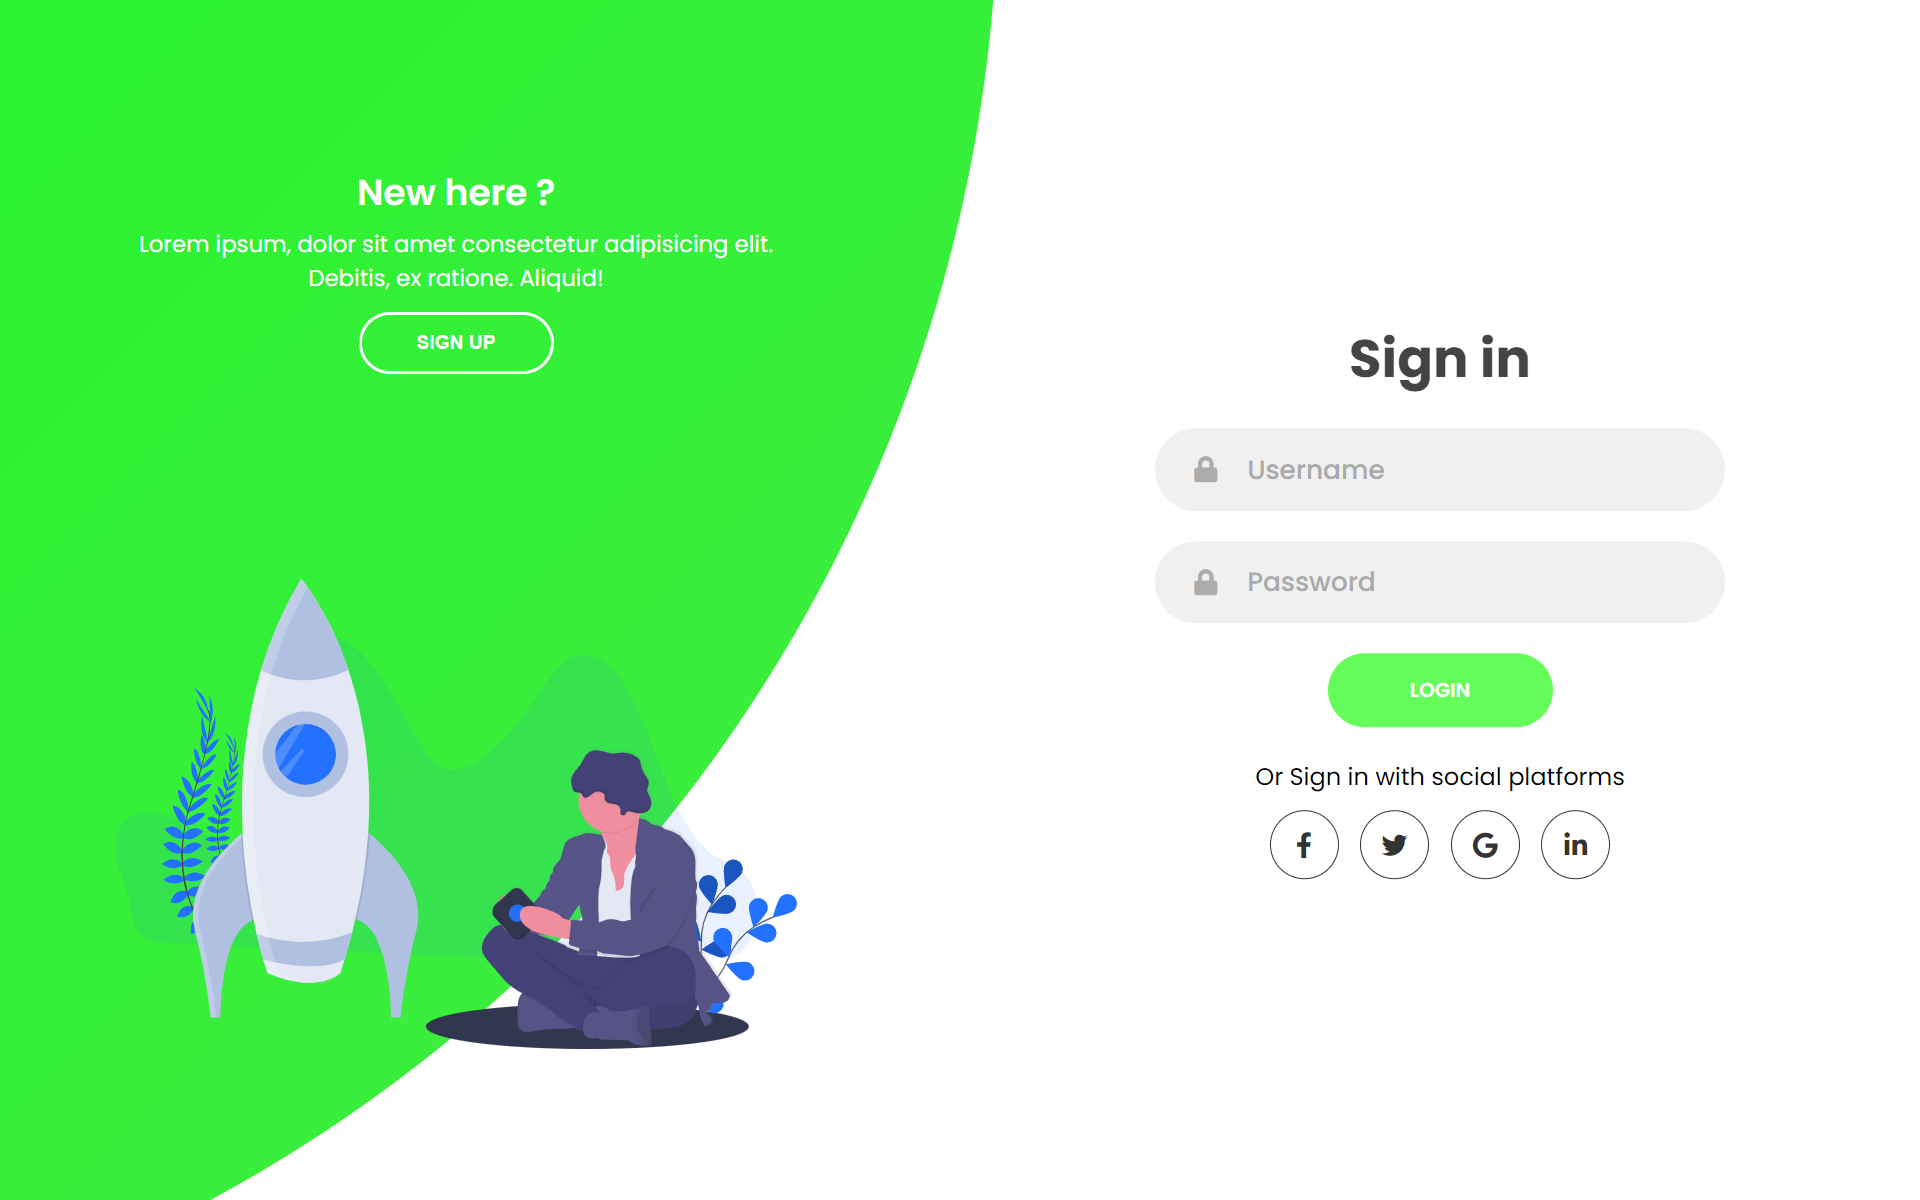 New here ?
Lorem ipsum, dolor sit amet consectetur adipisicing elit.
Debitis, ex ratione. Aliquid!
SIGN UP
Sign in
Username
Password
LOGIN
Or Sign in with social platforms